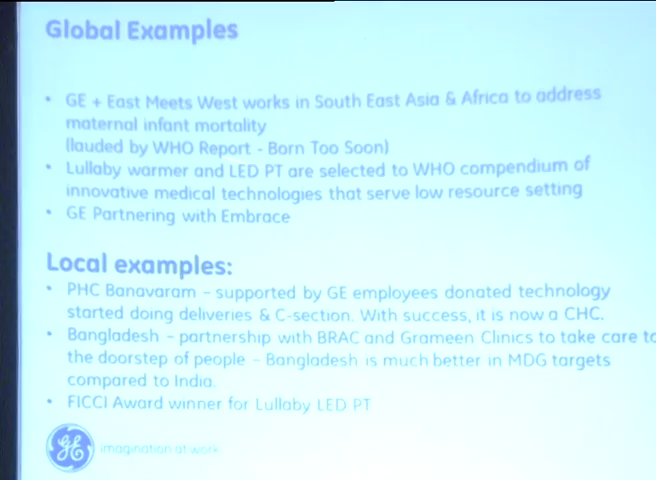 Global Examples
• GE + East Meets West works in South East Asia & Africa to address
maternal infant mortality
(lauded by WHO Report - Born Too Soon)
• Lullaby warmer and LED PT are selected to WHO compendium of
innovative medical technologies that serve low resource setting
• GE Partnering with Embrace
Local examples:
• PHC Banavaram – supported by GE employees donated technology
started doing deliveries & C-section. With success, it is now a CHC.
• Bangladesh – partnership with BRAC and Grameen Clinics to take care to
the doorstep of people – Bangladesh is much better in MDG targets
compared to India.
• FICCI Award winner for Lullaby LED PT
GE imagination at work